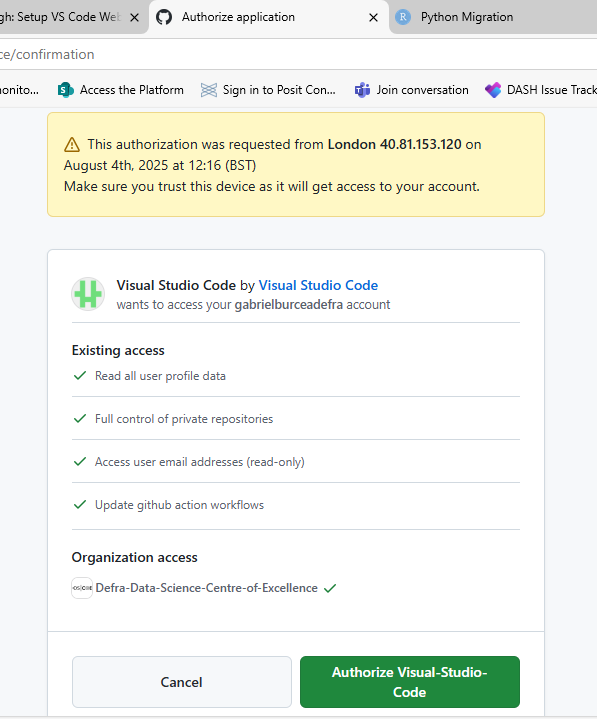 gh: Setup VS Code Web
Authorize application
Python Migration
ce/confirmation
onito...
Access the Platform
Sign in to Posit Con...
Join conversation
DASH Issue Track
This authorization was requested from London 40.81.153.120 on
August 4th, 2025 at 12:16 (BST)
Make sure you trust this device as it will get access to your account.
Visual Studio Code by Visual Studio Code
wants to access your gabrielburceadefra account
Existing access
Read all user profile data
Full control of private repositories
Access user email addresses (read-only)
Update github action workflows
Organization access
Defra-Data-Science-Centre-of-Excellence
Cancel
Authorize Visual-Studio-
Code